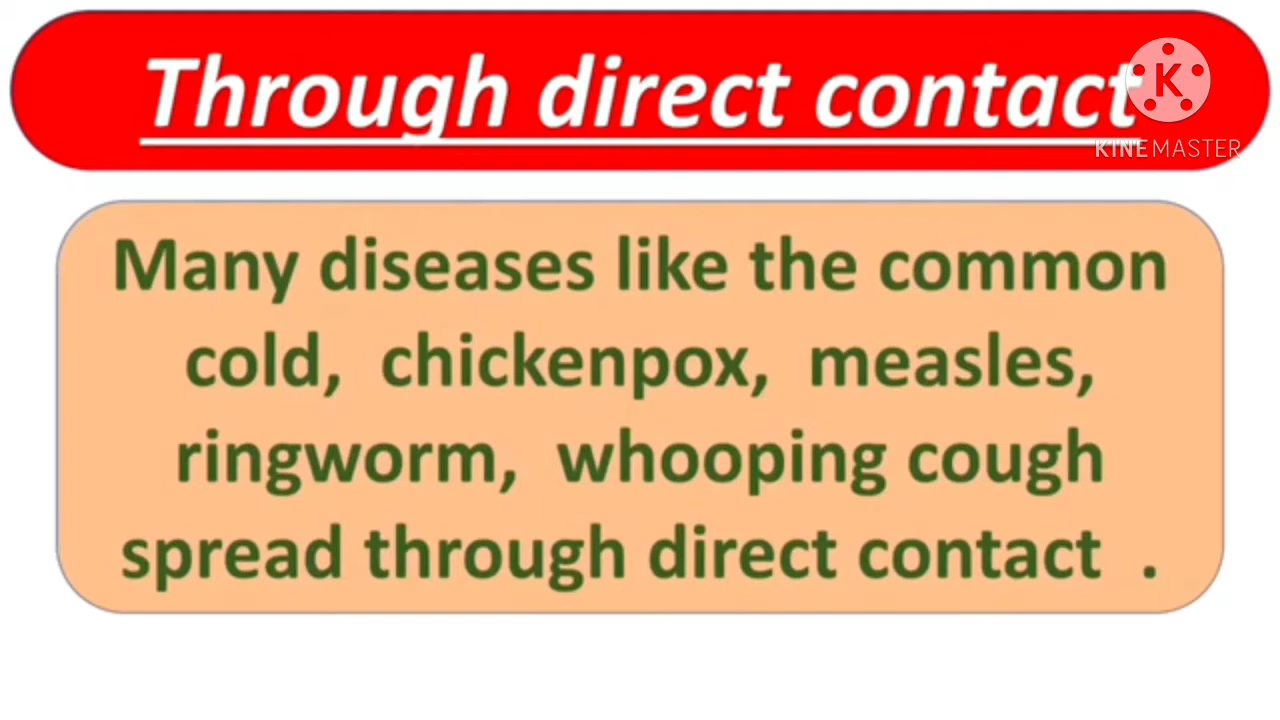 Through direct contact
K
KINEMASTER
Many diseases like the common
cold, chickenpox, measles,
ringworm, whooping cough
spread through direct contact .